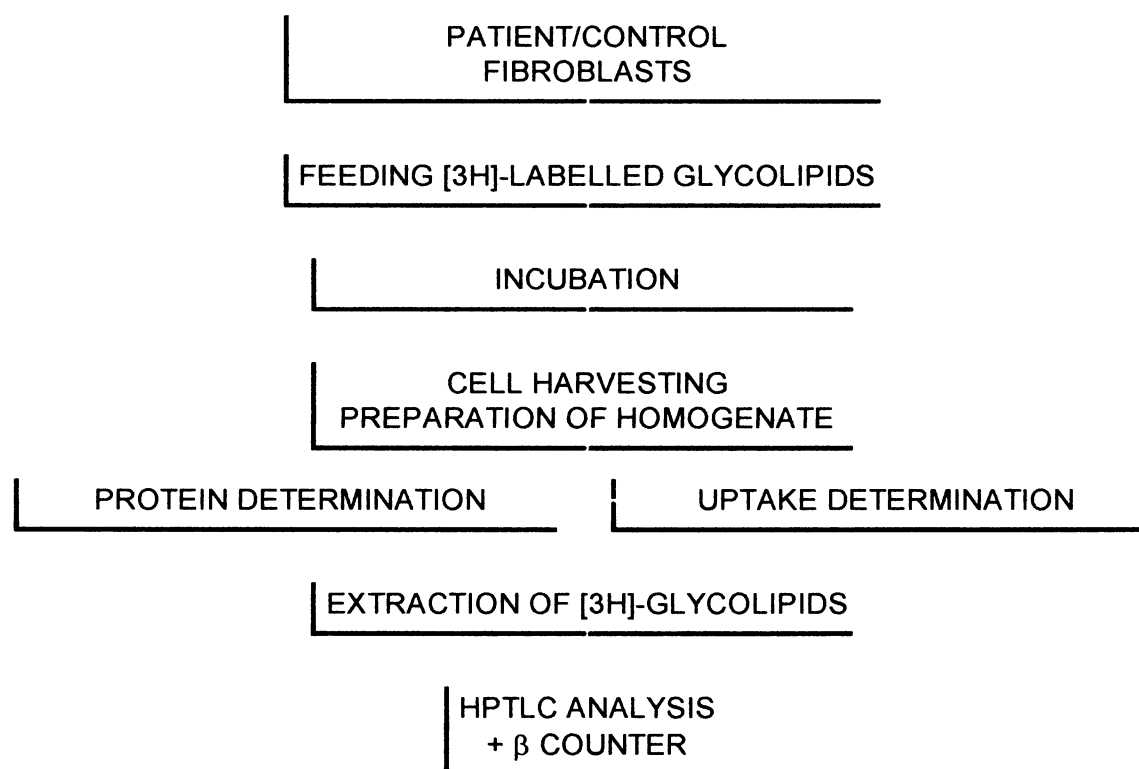 PATIENT/CONTROL
FIBROBLASTS
FEEDING [3H]-LABELLED GLYCOLIPIDS
INCUBATION
CELL HARVESTING
PREPARATION OF HOMOGENATE
PROTEIN DETERMINATION
UPTAKE DETERMINATION
EXTRACTION OF [3H]-GLYCOLIPIDS
HPTLC ANALYSIS
+ β COUNTER